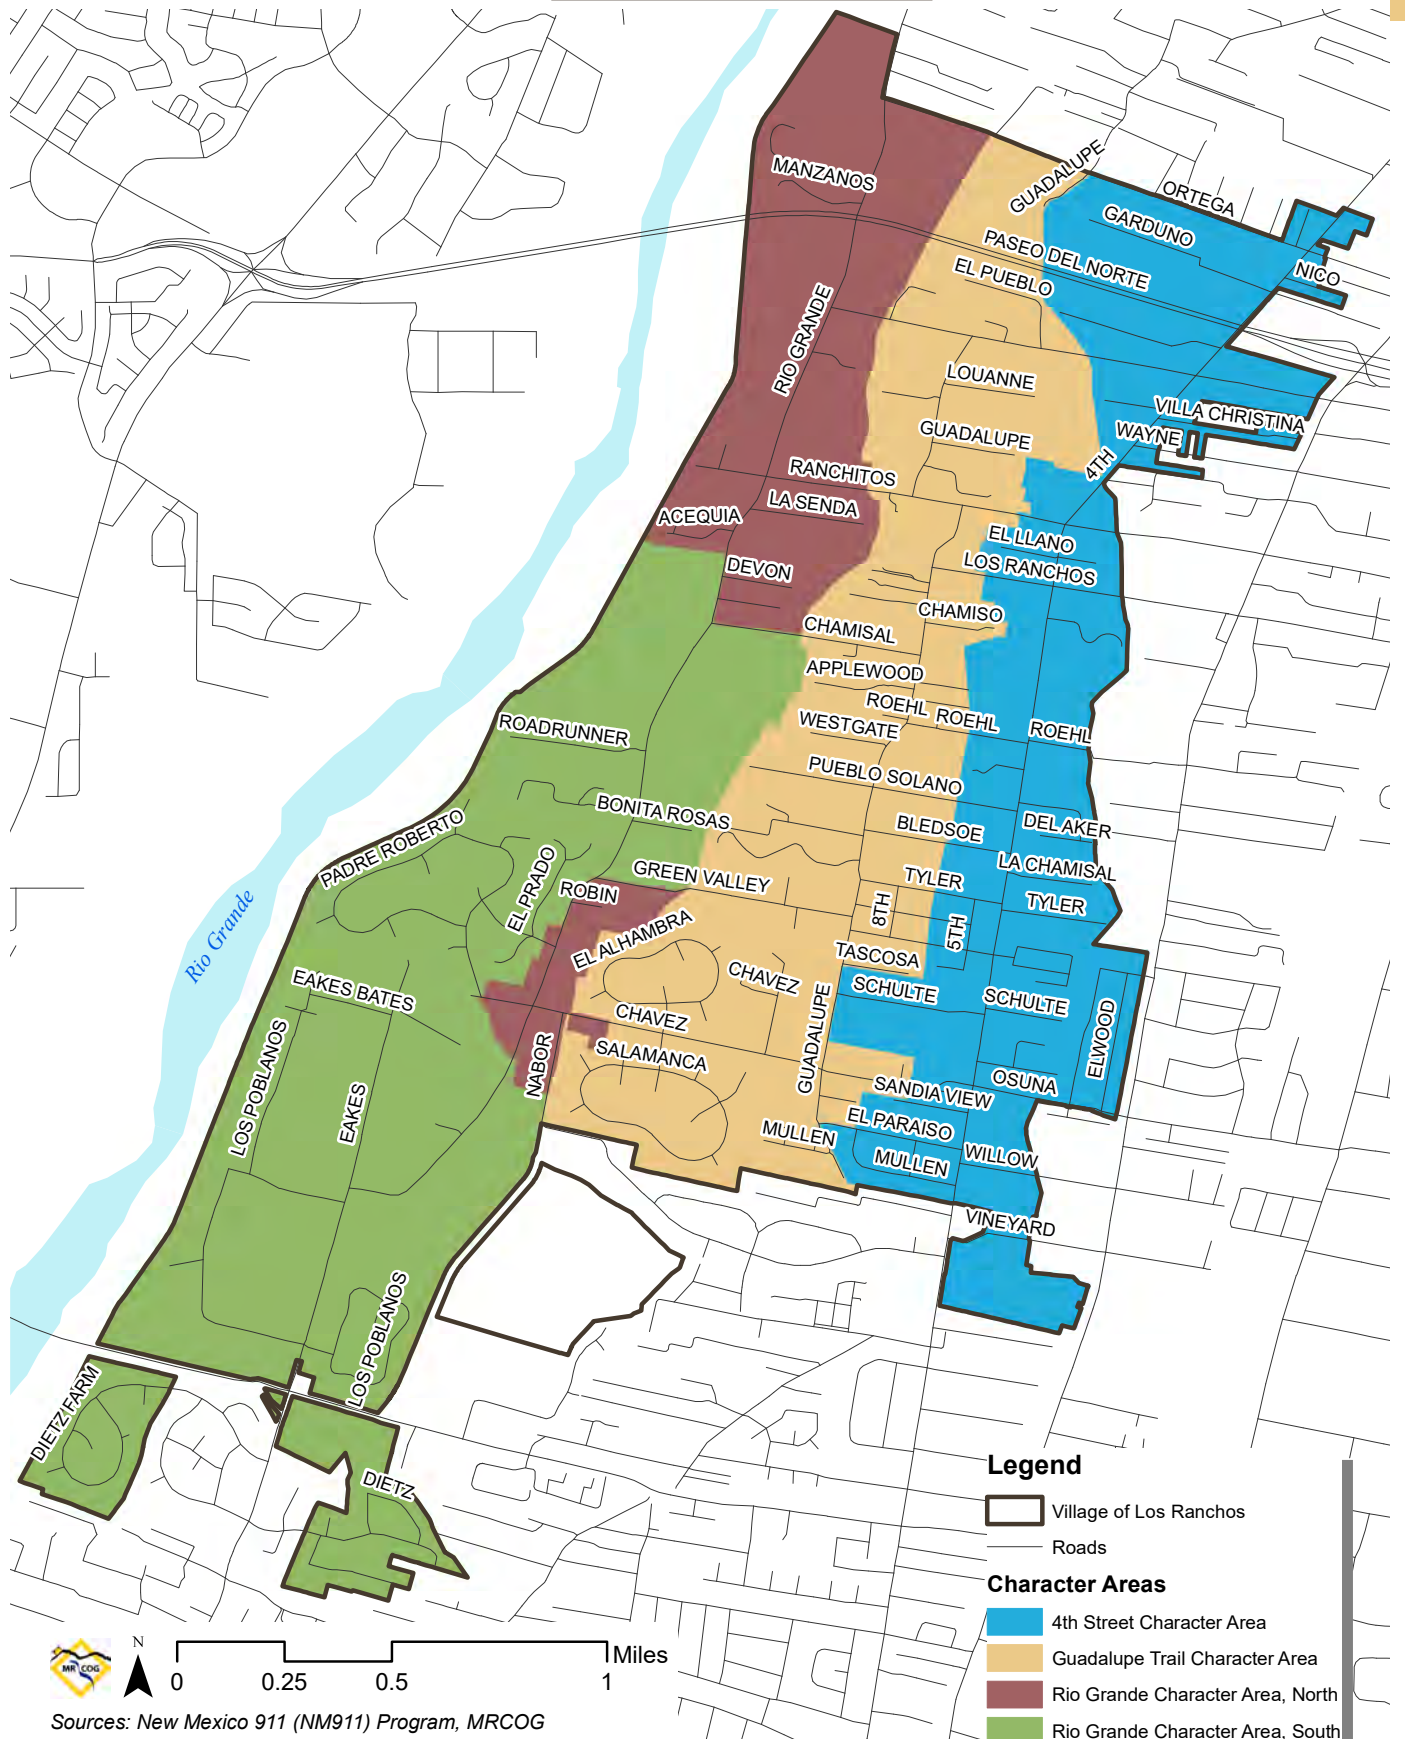 MANZANOS
GUADALUPE
ORTEGA
GARDUNO
PASEO DEL NORTE
EL PUEBLO
NICO
RIO GRANDE
LOUANNE
VILLA CHRISTINA
GUADALUPE
WAYNE
4TH
RANCHITOS
LA SENDA
ACEQUIA
EL LLANO
LOS RANCHOS
DEVON
CHAMISO
CHAMISAL
APPLEWOOD
ROEHL
ROEHL
ROEHL
WESTGATE
ROADRUNNER
PUEBLO SOLANO
BONITA ROSAS
BLEDSOE
DEL AKER
PADRE ROBERTO
LA CHAMISAL
GREEN VALLEY
TYLER
TYLER
EL PRADO
ROBIN
8TH
5TH
EL ALHAMBRA
Rio Grande
TASCOSA
CHAVEZ
SCHULTE
SCHULTE
EAKES BATES
CHAVEZ
GUADALUPE
ELWOOD
LOS POBLANOS
NABOR
SALAMANCA
OSUNA
SANDIA VIEW
EAKES
EL PARAISO
MULLEN
WILLOW
MULLEN
VINEYARD
LOS POBLANOS
DIETZ FARM
DIETZ
Legend
Village of Los Ranchos
Roads
Character Areas
4th Street Character Area
Guadalupe Trail Character Area
Rio Grande Character Area, North
Rio Grande Character Area, South
MR COG
N
Miles
0 0.25 0.5 1
Sources: New Mexico 911 (NM911) Program, MRCOG